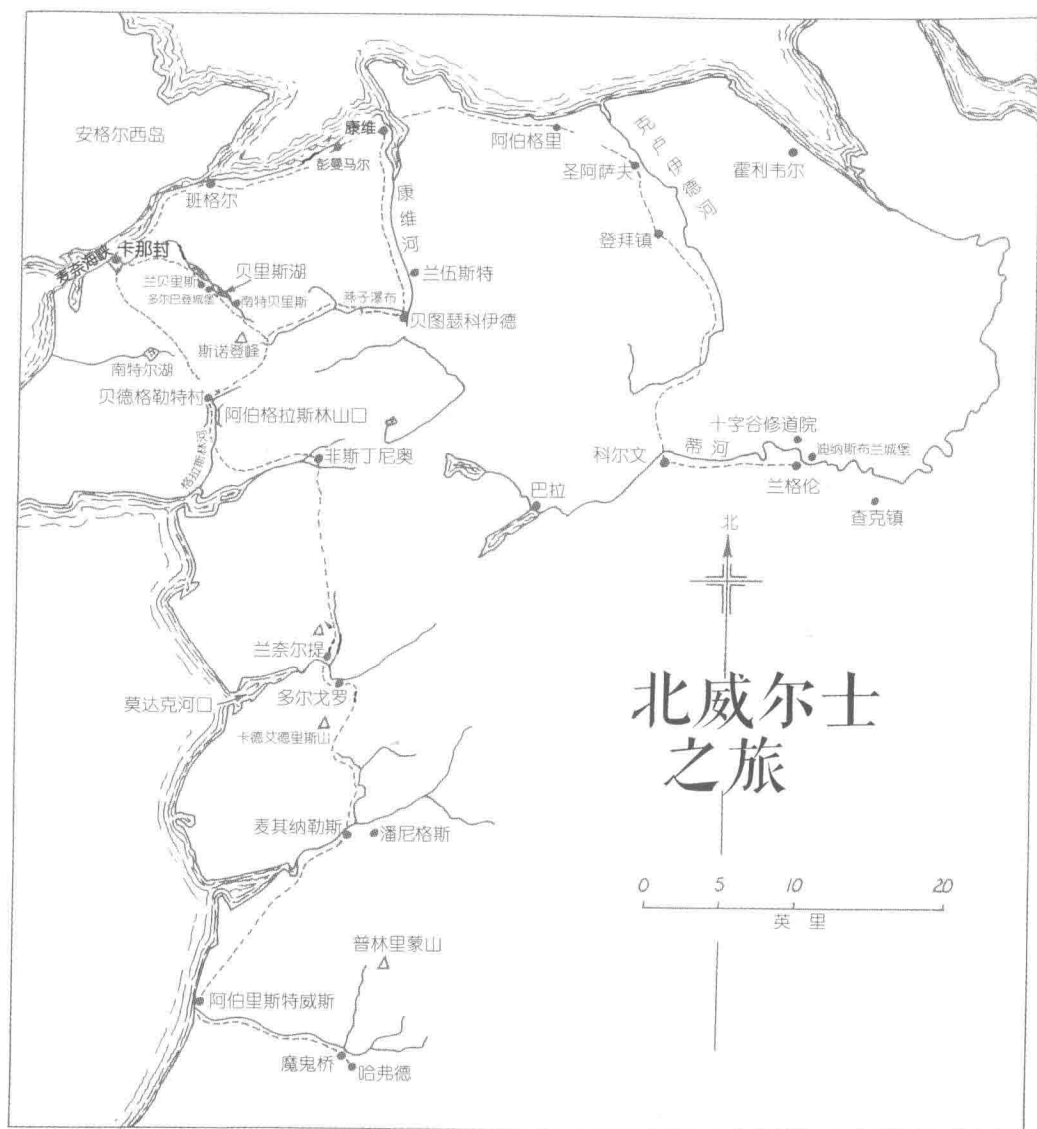 安格尔西岛
康维
彭曼马尔
阿伯格里
圣阿萨夫
霍利韦尔
班格尔
康维河
登拜镇
麦奈海峡
卡那封
兰贝里斯
贝里斯湖
多尔巴登城堡
南特贝里斯
兰伍斯特
燕子瀑布
贝图瑟科伊德
斯诺登峰
南特尔湖
贝德格勒特村
阿伯格拉斯林山口
格拉斯林河
菲斯丁尼奥
十字谷修道院
迪纳斯布兰城堡
科尔文
蒂河
兰格伦
巴拉
查克镇
北
兰奈尔提
莫达克河口
多尔戈罗
卡德艾德里斯山
北威尔士
之旅
麦其纳勒斯
潘尼格斯
0 5 10 20
英里
普林里蒙山
阿伯里斯特威斯
魔鬼桥
哈弗德